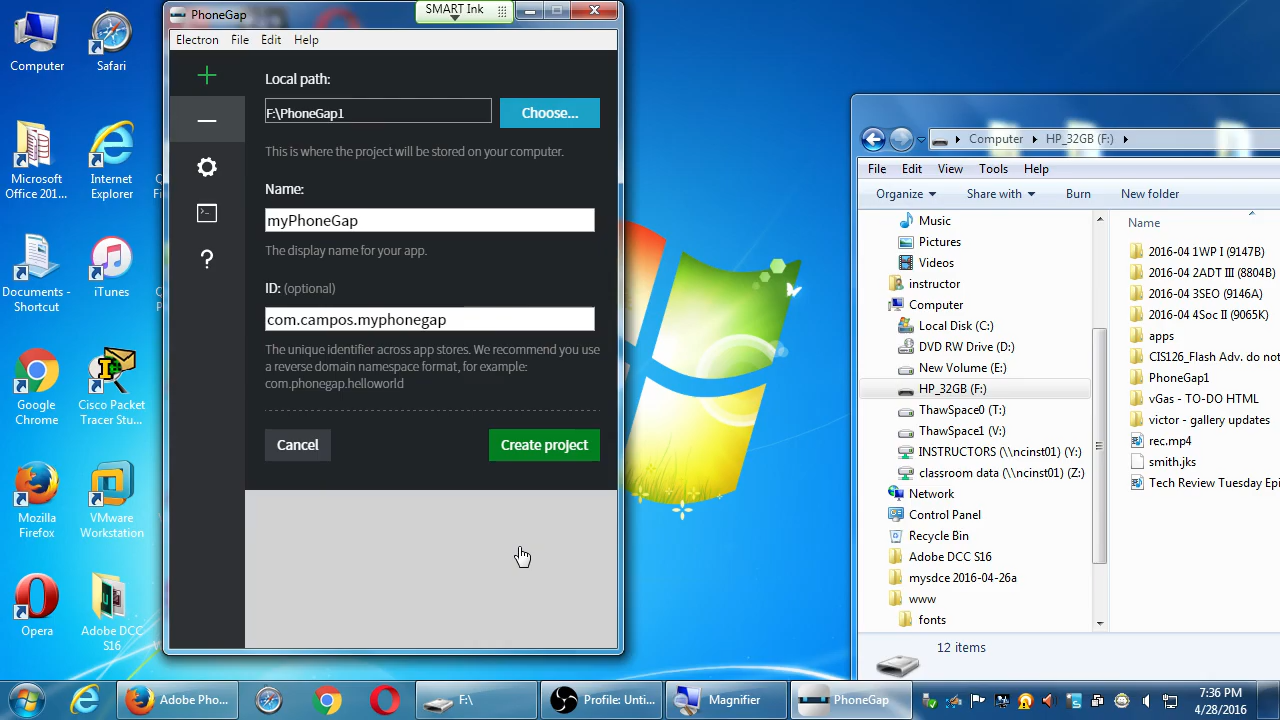 Computer
Safari
Microsoft
Office 201...
Internet
Explorer
Documents -
Shortcut
iTunes
Google
Chrome
Cisco Packet
Tracer Stu...
Mozilla
Firefox
VMware
Workstation
Opera
Adobe DCC
S16
PhoneGap
SMART Ink
Electron File Edit Help
Local path:
F:\PhoneGap1
Choose...
This is where the project will be stored on your computer.
Name:
myPhoneGap
The display name for your app.
ID: (optional)
com.campos.myphonegap
The unique identifier across app stores. We recommend you use
a reverse domain namespace format, for example:
com.phonegap.helloworld
Cancel
Create project
Computer HP_32GB (F:)
File Edit View Tools Help
Organize Share with Burn New folder
Music
Pictures
Videos
instructor
Computer
Local Disk (C:)
DVD RW Drive (D:)
New Volume (E:)
HP_32GB (F:)
ThawSpace0 (T:)
ThawSpace1 (V:)
INSTRUCTORS (\\ncinst01) (Y:)
classroom data (\\ncinst01) (Z:)
Network
Control Panel
Recycle Bin
Adobe DCC S16
mysdce 2016-04-26a
www
fonts
Name
2016-04 1WP I (9147B)
2016-04 2ADT III (8804B)
2016-04 3SEO (9146A)
2016-04 4Soc II (9065K)
apps
CIS126_Flash Adv. do not
PhoneGap1
vGas - TO-DO HTML
victor - gallery updates
rec.mp4
smith.jks
Tech Review Tuesday Epi
12 items
Adobe Pho...
F:\
Profile: Unti...
Magnifier
PhoneGap
7:36 PM
4/28/2016